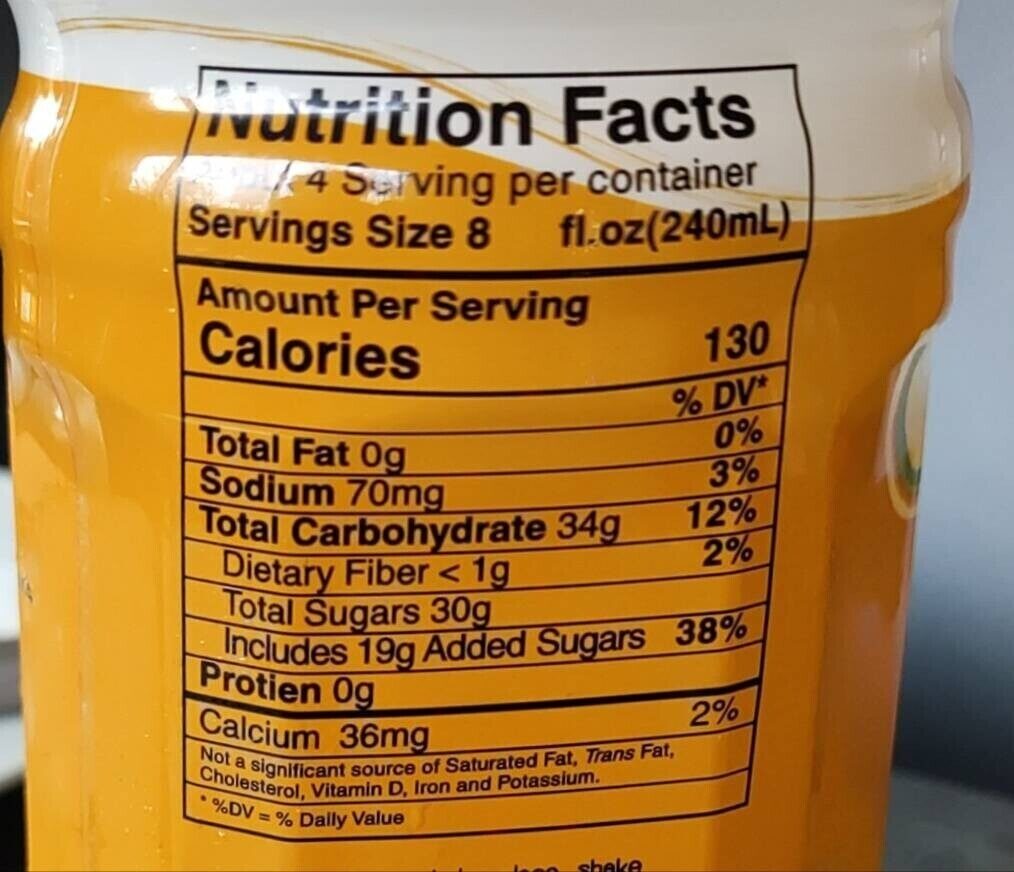 Nutrition Facts
4 Serving per container
Servings Size 8 fl.oz(240mL)
Amount Per Serving
Calories 130
% DV*
Total Fat 0g 0%
Sodium 70mg 3%
Total Carbohydrate 34g 12%
Dietary Fiber < 1g 2%
Total Sugars 30g
Includes 19g Added Sugars 38%
Protien 0g
Calcium 36mg 2%
Not a significant source of Saturated Fat, Trans Fat,
Cholesterol, Vitamin D, Iron and Potassium.
* %DV = % Daily Value
shake